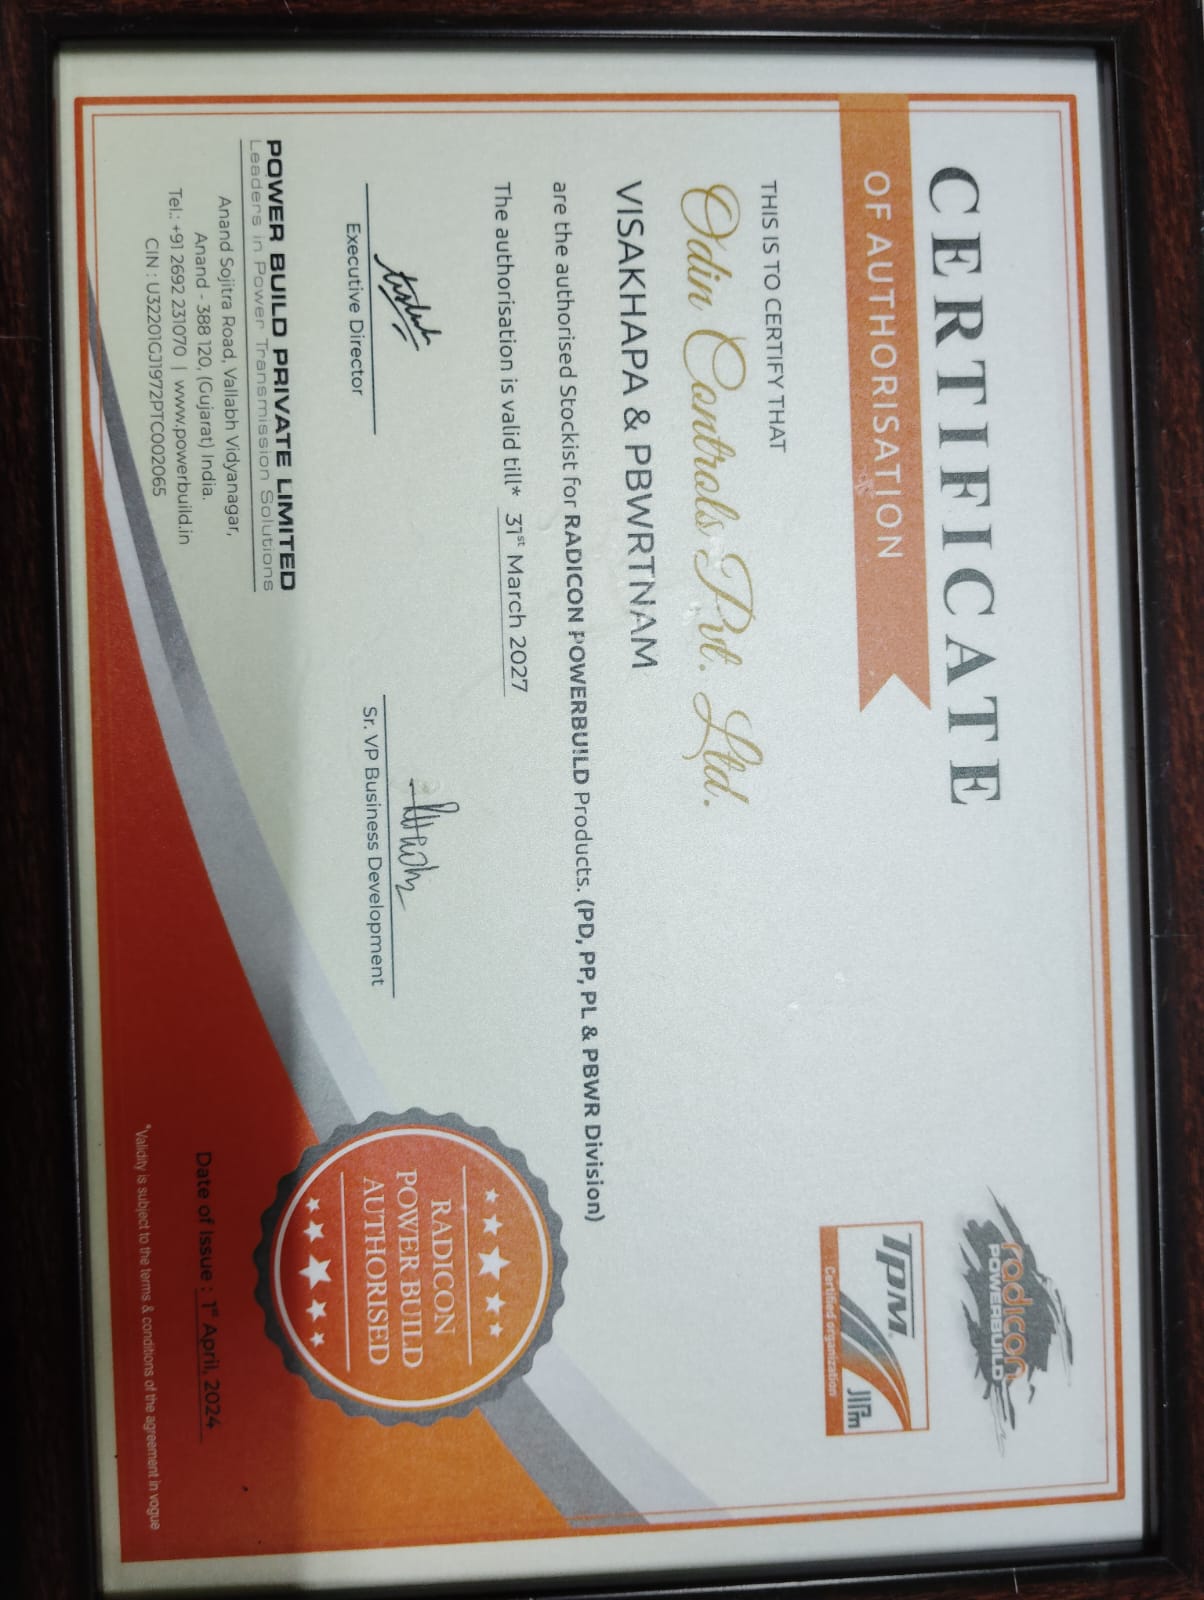 CERTIFICATE
OF AUTHORISATION
radicon
POWERBUILD
TPM
JIPM
Certified organization
THIS IS TO CERTIFY THAT
Odin Controls Pvt. Ltd.
VISAKHAPA & PBWRTNAM
are the authorised Stockist for RADICON POWERBUILD Products. (PD, PP, PL & PBWR Division)
The authorisation is valid till* 31st March 2027
Executive Director
Sr. VP Business Development
POWER BUILD PRIVATE LIMITED
Leaders in Power Transmission Solutions
Anand Sojitra Road, Vallabh Vidyanagar,
Anand - 388 120, (Gujarat) India.
Tel.: +91 2692 231070 | www.powerbuild.in
CIN : U32201GJ1972PTC002065
RADICON
POWER BUILD
AUTHORISED
Date of Issue : 1st April, 2024
*Validity is subject to the terms & conditions of the agreement in vogue